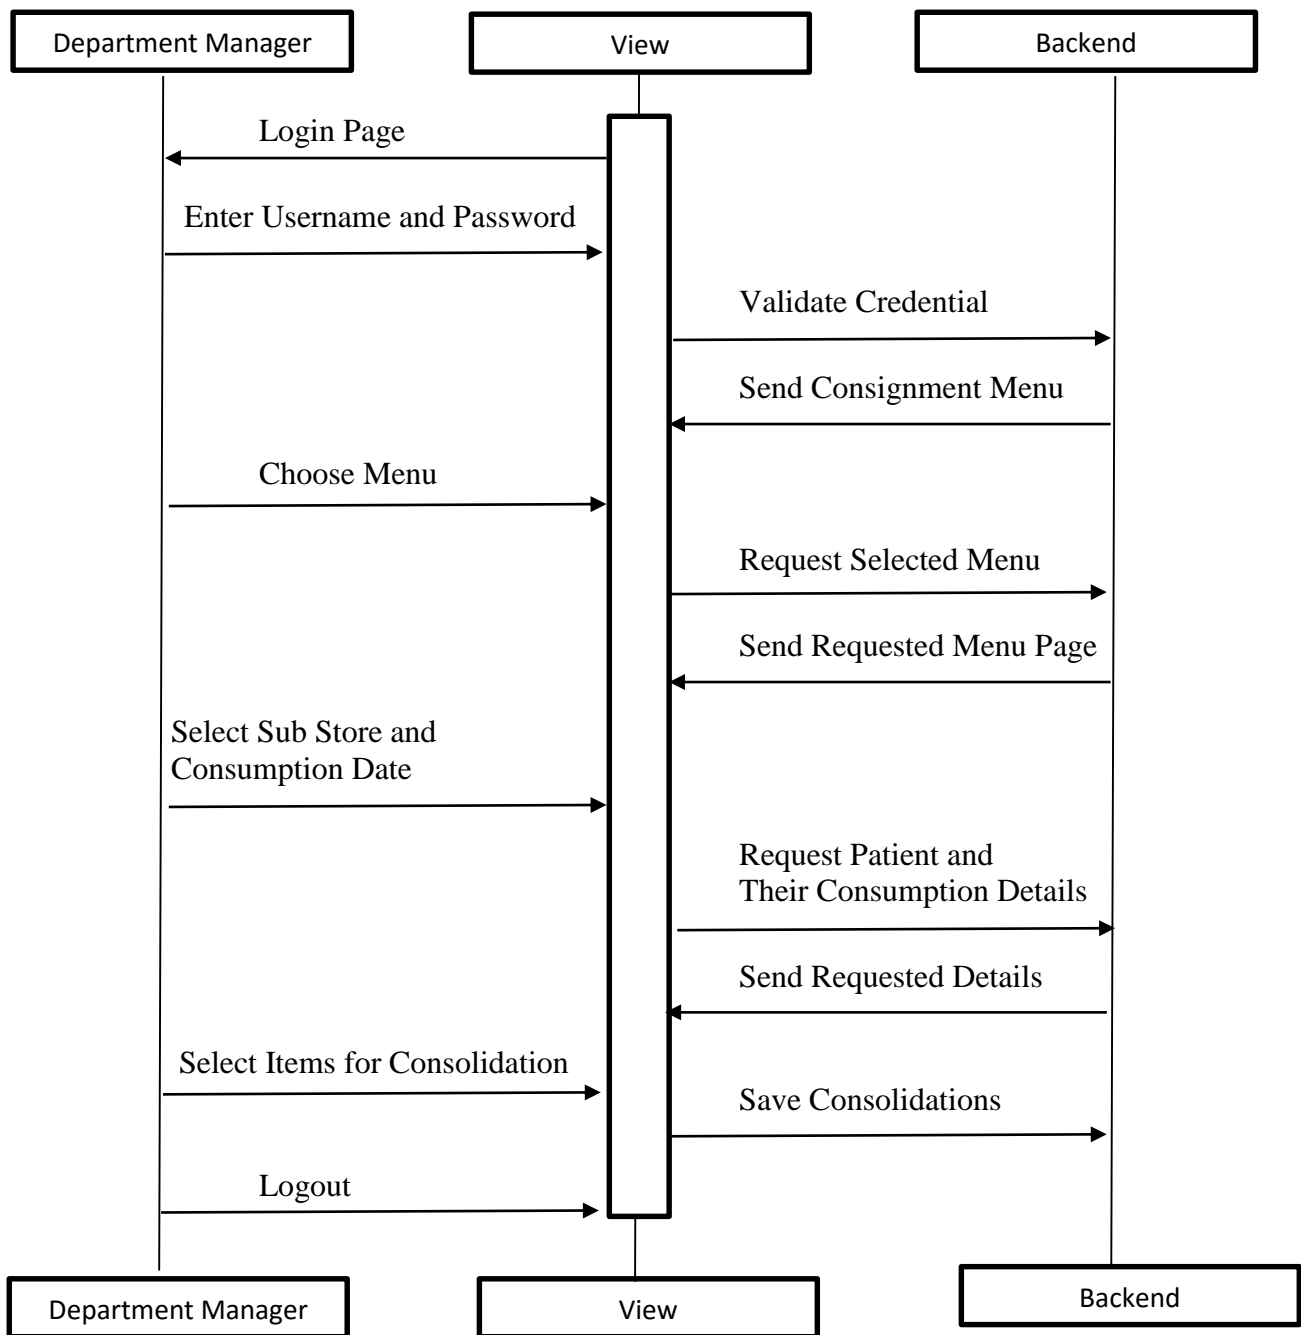 Department Manager
View
Backend
Login Page
Enter Username and Password
Validate Credential
Send Consignment Menu
Choose Menu
Request Selected Menu
Send Requested Menu Page
Select Sub Store and
Consumption Date
Request Patient and
Their Consumption Details
Send Requested Details
Select Items for Consolidation
Save Consolidations
Logout
Department Manager
View
Backend